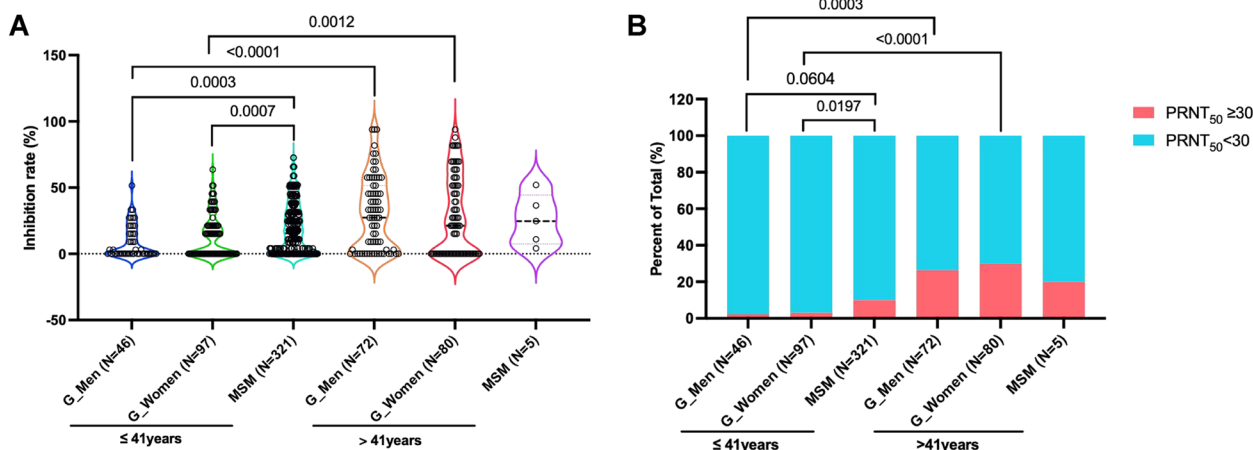 A
0.0012
<0.0001
0.0003
0.0007
150
100
50
0
-50
Inhibition rate (%)
G_Men (N=46)
G_Women (N=97)
MSM (N=321)
G_Men (N=72)
G_Women (N=80)
MSM (N=5)
≤ 41years
> 41years
B
0.0003
<0.0001
0.0604
0.0197
120
100
80
60
40
20
0
Percent of Total (%)
G_Men (N=46)
G_Women (N=97)
MSM (N=321)
G_Men (N=72)
G_Women (N=80)
MSM (N=5)
≤ 41years
>41years
PRNT50 ≥30
PRNT50<30